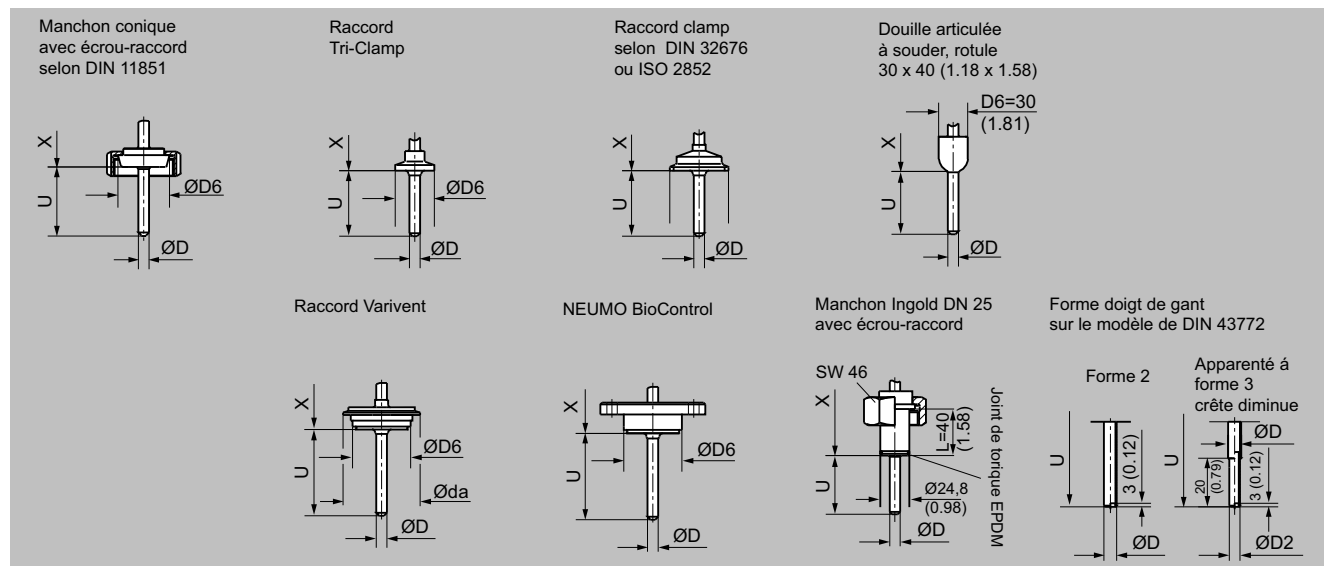 Manchon conique
avec écrou-raccord
selon DIN 11851
X
U
ØD6
ØD
Raccord
Tri-Clamp
X
U
ØD6
ØD
Raccord clamp
selon DIN 32676
ou ISO 2852
X
U
ØD
Douille articulée
à souder, rotule
30 x 40 (1.18 x 1.58)
D6=30
(1.81)
X
U
ØD
Raccord Varivent
X
U
ØD6
Øda
ØD
NEUMO BioControl
X
U
ØD6
ØD
Manchon Ingold DN 25
avec écrou-raccord
SW 46
X
U
L=40
(1.58)
Ø24,8
(0.98)
ØD
Joint de torique EPDM
Forme doigt de gant
sur le modèle de DIN 43772
Forme 2
U
3 (0.12)
ØD
Apparenté á
forme 3
crête diminue
U
20
(0.79)
ØD
3 (0.12)
ØD2